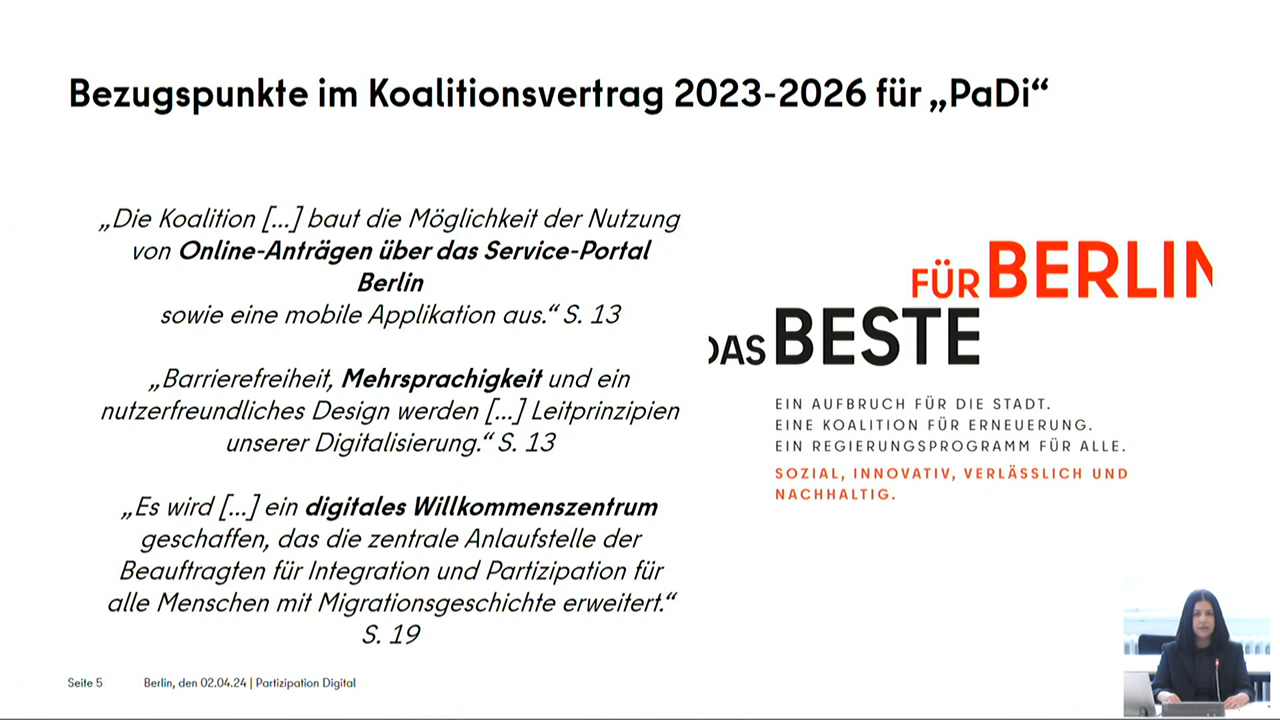 Bezugspunkte im Koalitionsvertrag 2023-2026 für „PaDi“
„Die Koalition [...] baut die Möglichkeit der Nutzung
von Online-Anträgen über das Service-Portal
Berlin
sowie eine mobile Applikation aus.“ S. 13
„Barrierefreiheit, Mehrsprachigkeit und ein
nutzerfreundliches Design werden [...] Leitprinzipien
unserer Digitalisierung.“ S. 13
„Es wird [...] ein digitales Willkommenszentrum
geschaffen, das die zentrale Anlaufstelle der
Beauftragten für Integration und Partizipation für
alle Menschen mit Migrationsgeschichte erweitert.“
S. 19
FÜR BERLIN
DAS BESTE
EIN AUFBRUCH FÜR DIE STADT.
EINE KOALITION FÜR ERNEUERUNG.
EIN REGIERUNGSPROGRAMM FÜR ALLE.
SOZIAL, INNOVATIV, VERLÄSSLICH UND
NACHHALTIG.
Seite 5 Berlin, den 02.04.24 | Partizipation Digital